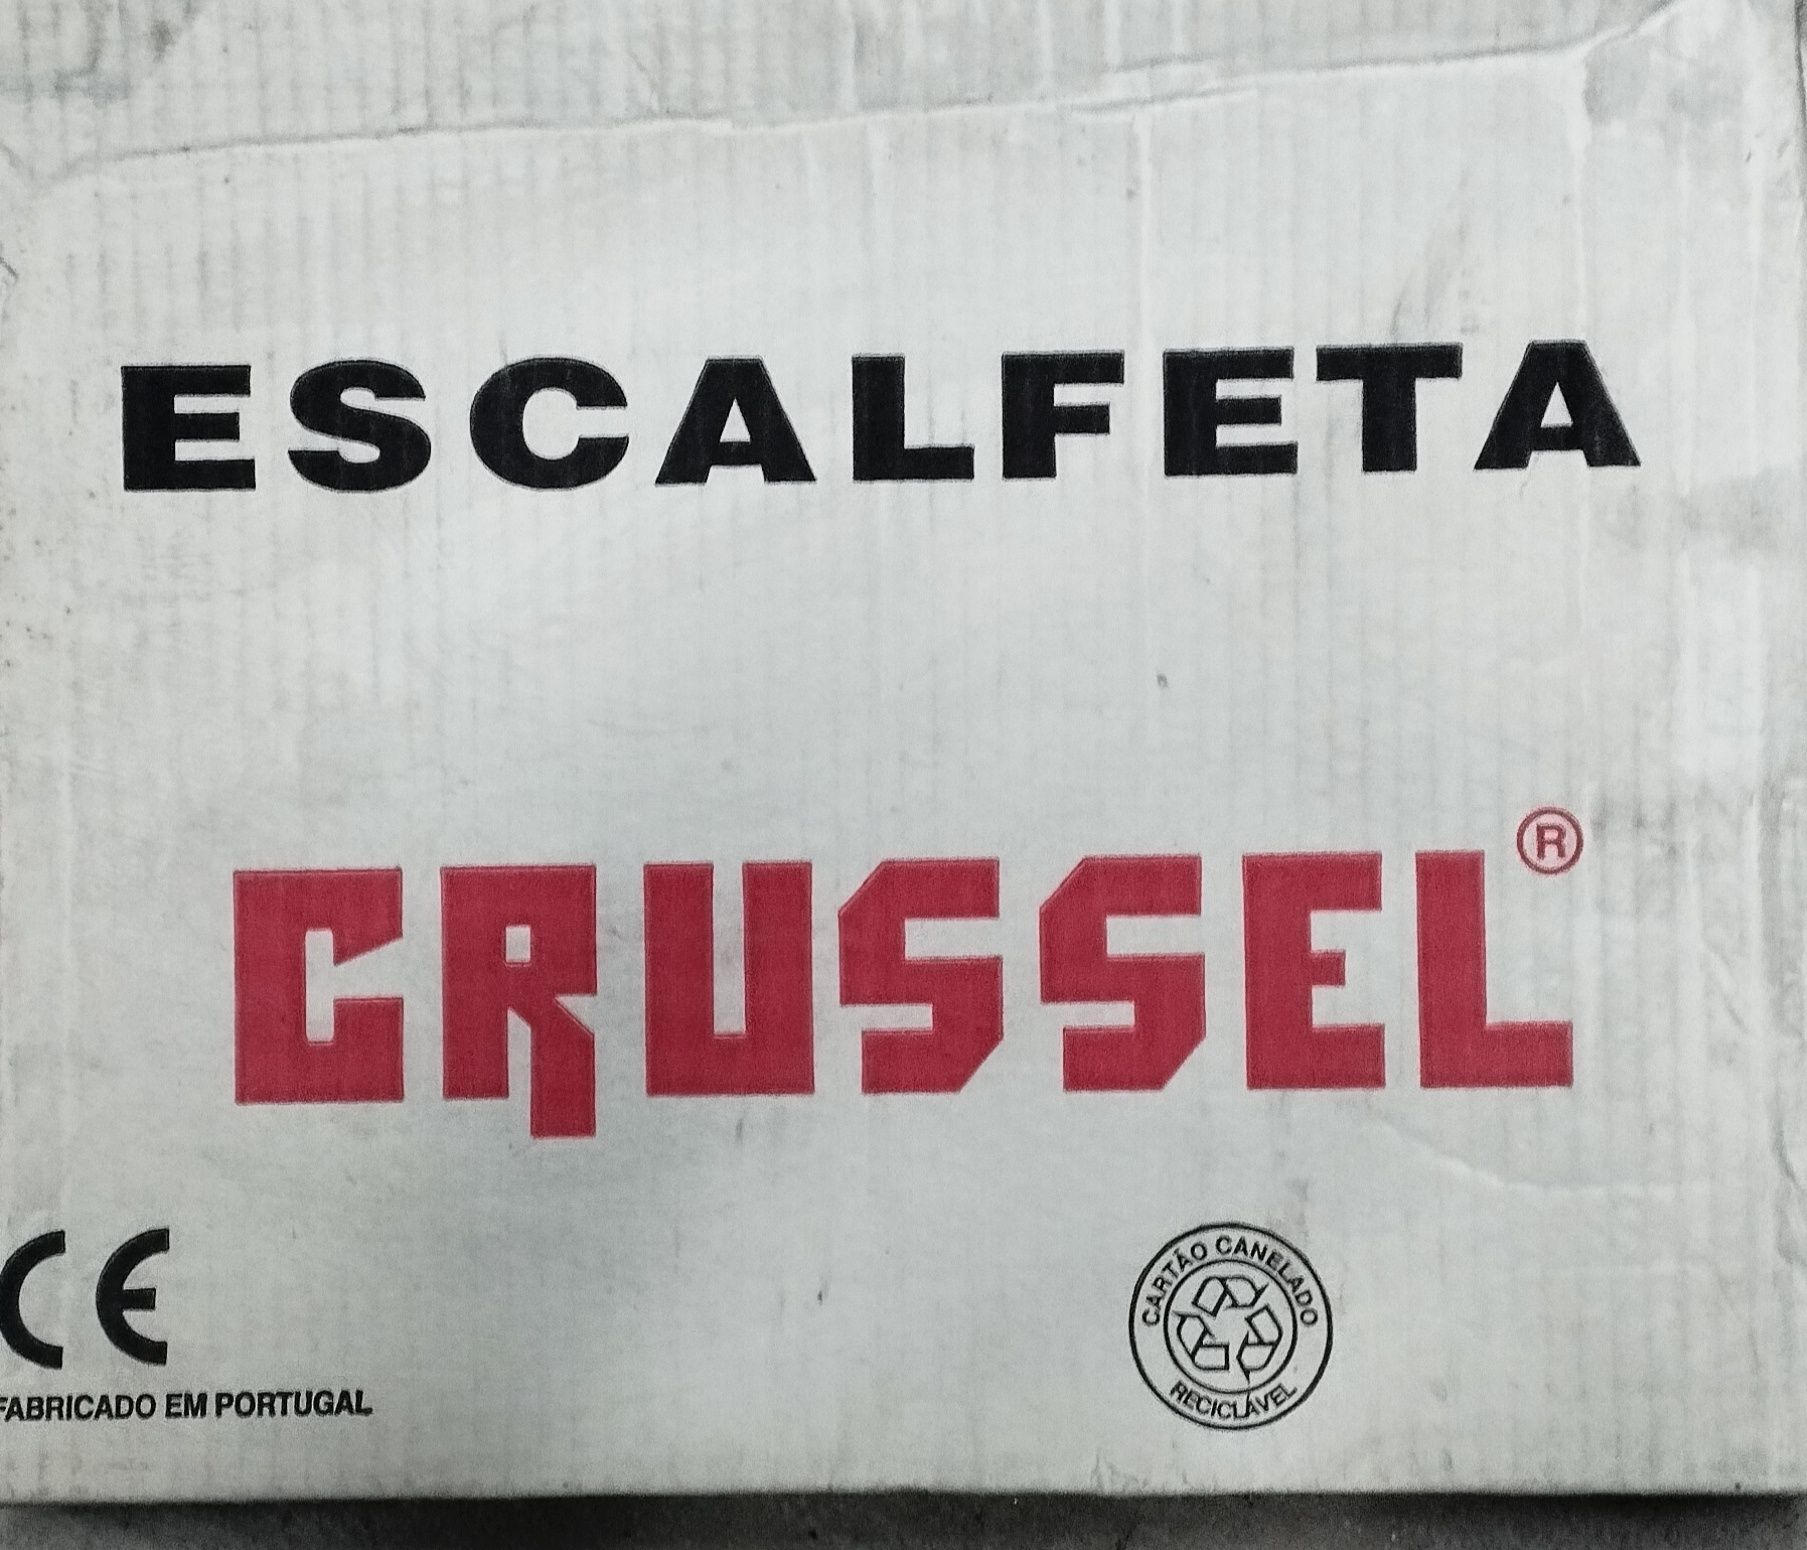 ESCALFETA
CRUSSEL®
CE
FABRICADO EM PORTUGAL
CARTÃO CANELADO
RECICLÁVEL